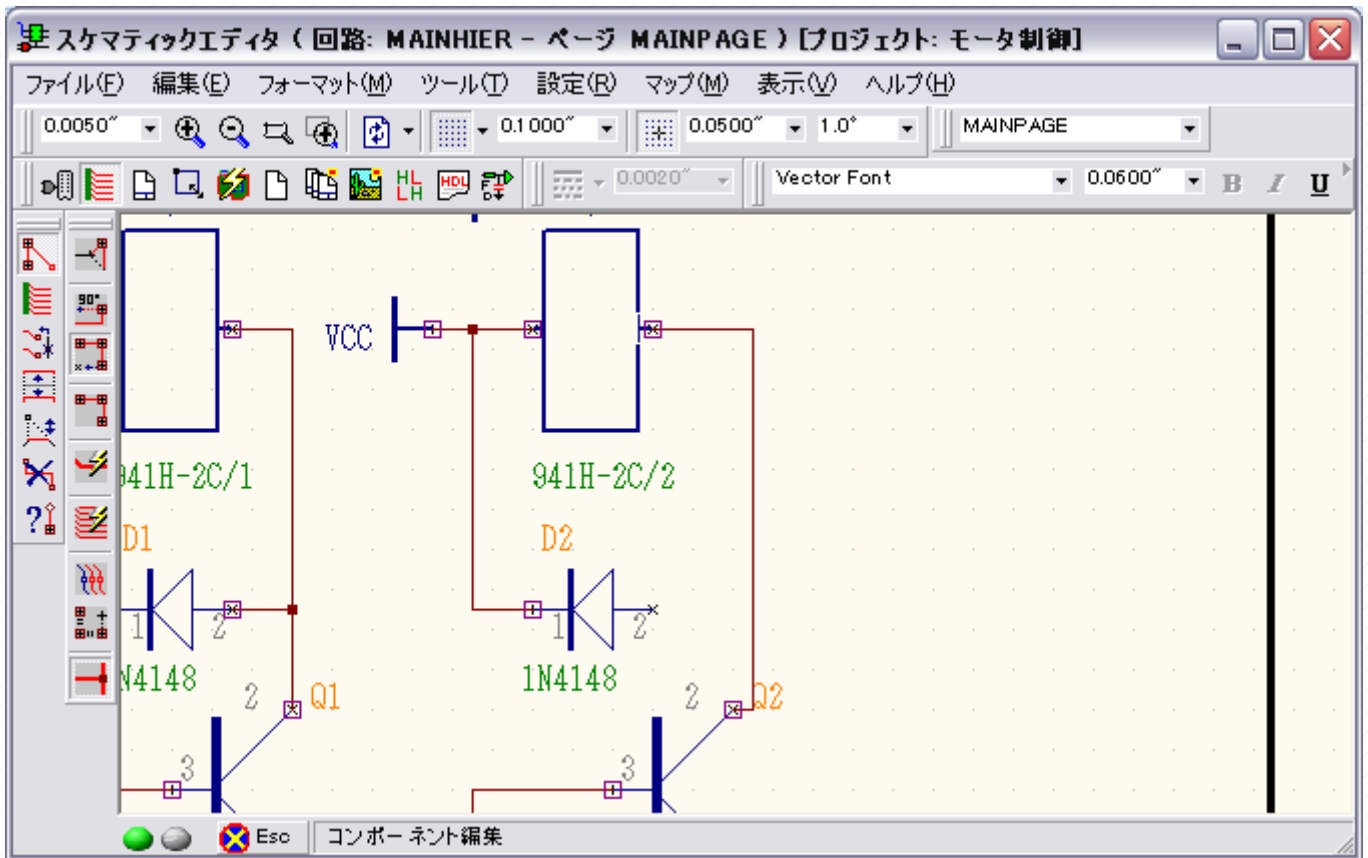 スケマティックエディタ ( 回路: MAINHIER - ページ MAINPAGE ) [プロジェクト: モータ制御]
ファイル(F) 編集(E) フォーマット(M) ツール(T) 設定(R) マップ(M) 表示(V) ヘルプ(H)
0.0050" 0.1000" 0.0500" 1.0° MAINPAGE
HL LH HDL 0.0020" Vector Font 0.0600" B I U
90°
VCC
941H-2C/1 941H-2C/2
D1 D2
1 2 1 2
N4148 1N4148
2 Q1 2 Q2
3 3
Esc コンポーネント編集